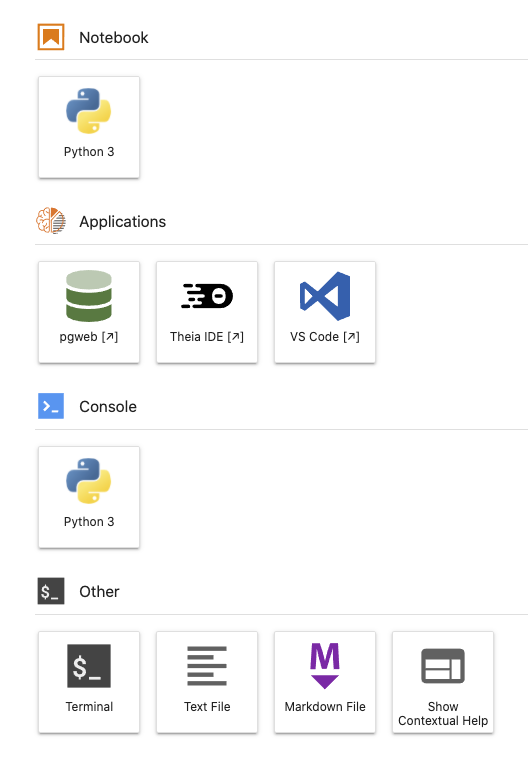 Notebook
Python 3
Applications
pgweb [↗]
Theia IDE [↗]
VS Code [↗]
Console
Python 3
$_
Other
$_
Terminal
Text File
M
Markdown File
Show
Contextual Help